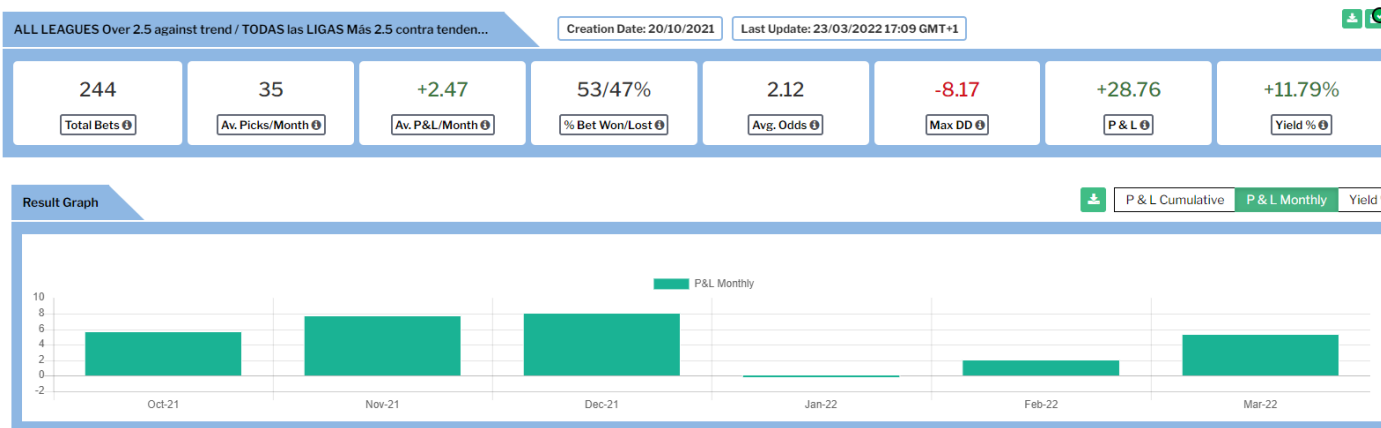 ALL LEAGUES Over 2.5 against trend / TODAS las LIGAS Más 2.5 contra tenden...
Creation Date: 20/10/2021
Last Update: 23/03/2022 17:09 GMT+1
244
35
+2.47
53/47%
2.12
-8.17
+28.76
+11.79%
Total Bets
Av. Picks/Month
Av. P&L/Month
% Bet Won/Lost
Avg. Odds
Max DD
P & L
Yield %
Result Graph
P & L Cumulative
P & L Monthly
Yield
P&L Monthly
10
8
6
4
2
0
-2
Oct-21
Nov-21
Dec-21
Jan-22
Feb-22
Mar-22